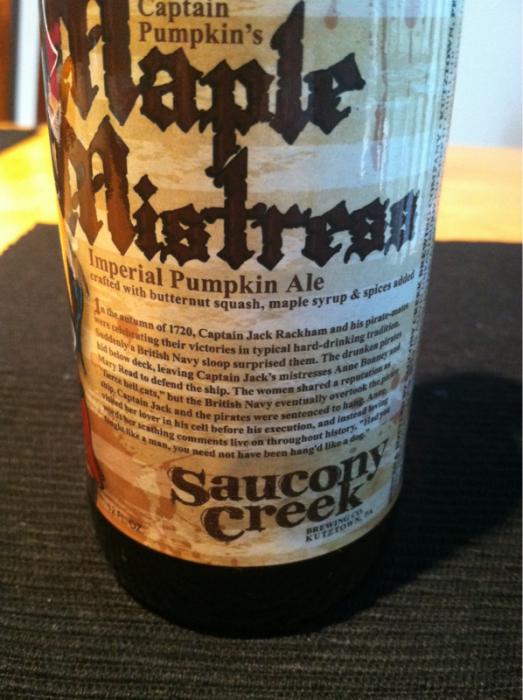 Captain
Pumpkin's
Maple
Mistress
Imperial Pumpkin Ale
crafted with butternut squash, maple syrup & spices added
In the autumn of 1720, Captain Jack Rackham and his pirate-mates
were celebrating their victories in typical hard-drinking tradition.
Suddenly a British Navy sloop surprised them. The drunken pirates
hid below deck, leaving Captain Jack's mistresses Anne Bonney and
Mary Read to defend the ship. The women shared a reputation as
"fierce hell cats," but the British Navy eventually overtook the pirate
ship. Captain Jack and the pirates were sentenced to hang. Anne
visited her lover in his cell before his execution, and instead loving
words her scathing comments live on throughout history, "Had you
fought like a man, you need not have been hang'd like a dog."
Saucony
Creek
BREWING CO.
KUTZTOWN, PA
12 FL. OZ.